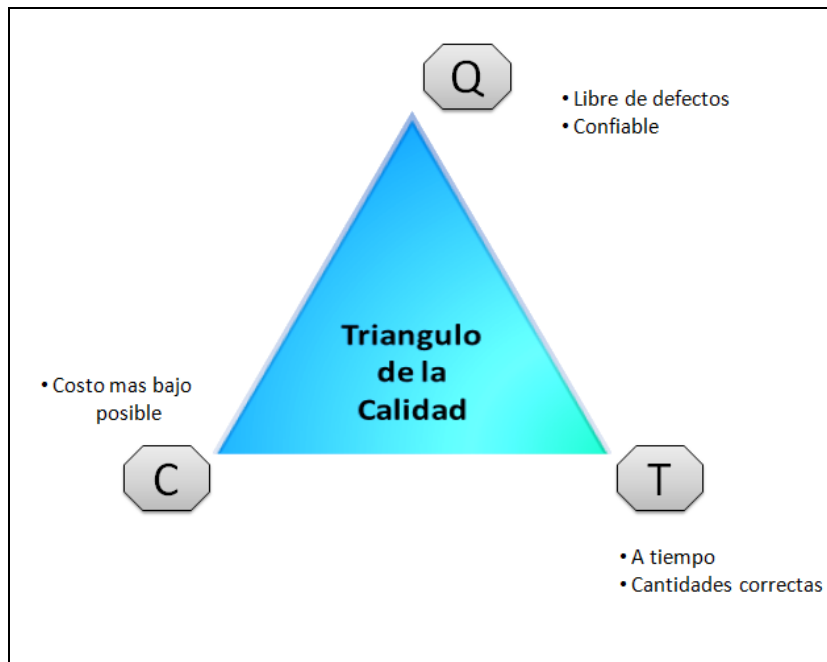 Q
• Libre de defectos
• Confiable
Triangulo
de la
Calidad
• Costo mas bajo
posible
C
T
• A tiempo
• Cantidades correctas